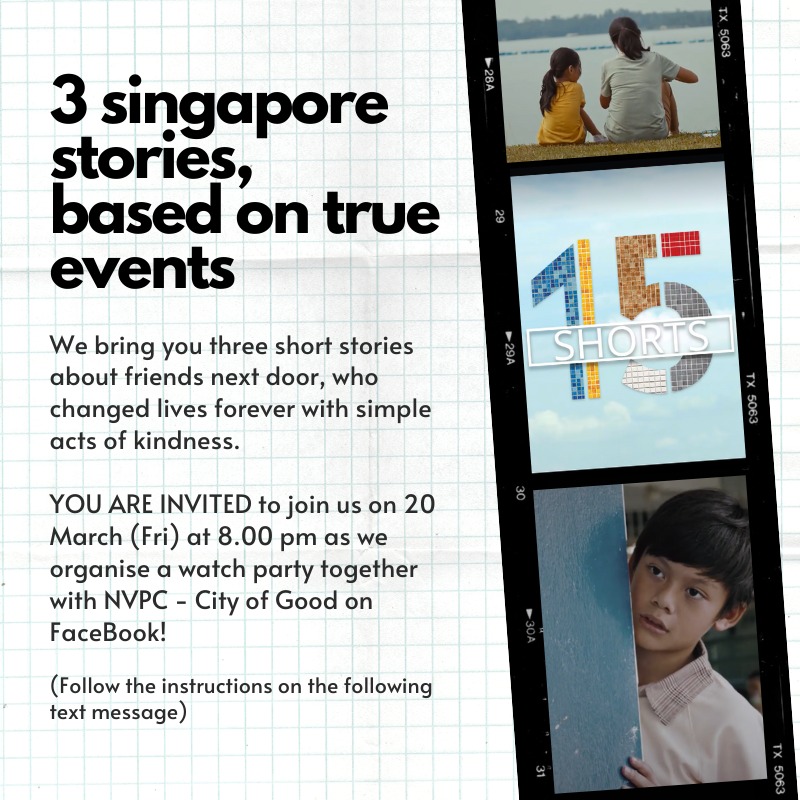 3 singapore
stories,
based on true
events
We bring you three short stories
about friends next door, who
changed lives forever with simple
acts of kindness.
YOU ARE INVITED to join us on 20
March (Fri) at 8.00 pm as we
organise a watch party together
with NVPC - City of Good on
FaceBook!
(Follow the instructions on the following
text message)
TX 5063
28A
29
15
SHORTS
29A
TX 5063
30
30A
31
TX 5063